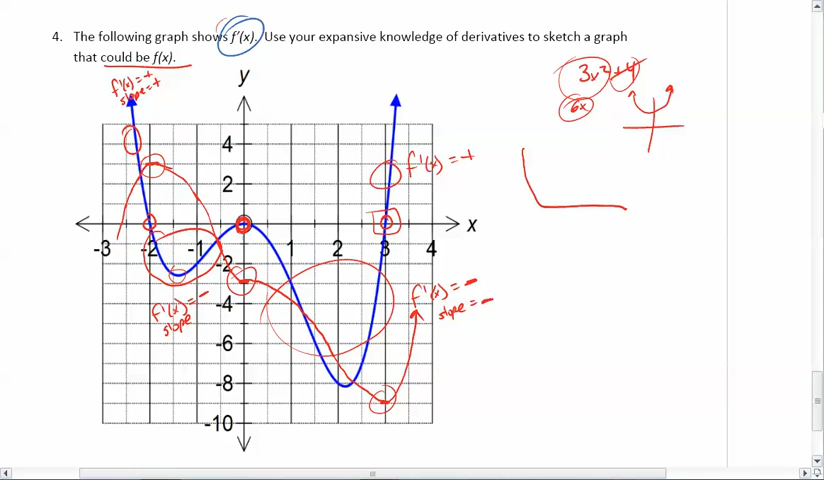 4. The following graph shows f'(x). Use your expansive knowledge of derivatives to sketch a graph
that could be f(x).
3x² + 4
6x
f'(x) = +
slope = +
y
4
2
f'(x) = +
x
-3 -2 -1 1 2 3 4
-2
-4
-6
-8
-10
f'(x) = -
slope
f'(x) = -
slope = -